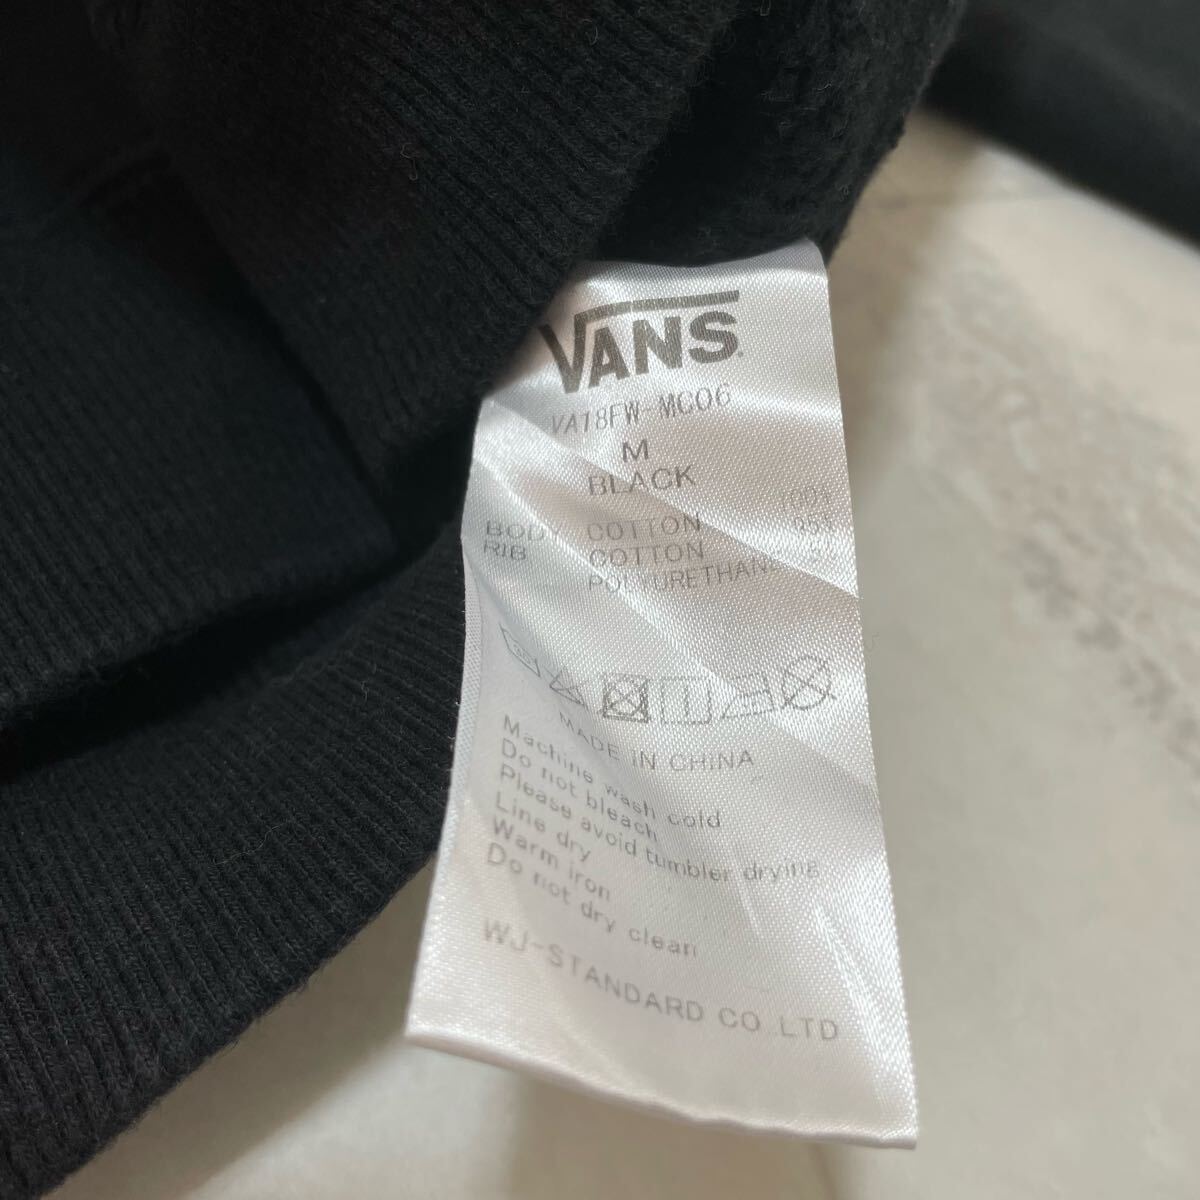 VANS
VA18FW-MC06
M
BLACK
BODY COTTON 100%
RIB COTTON 95%
POLYURETHANE
MADE IN CHINA
Machine wash cold
Do not bleach
Please avoid tumbler drying
Line dry
Warm iron
Do not dry clean
WJ-STANDARD CO.LTD